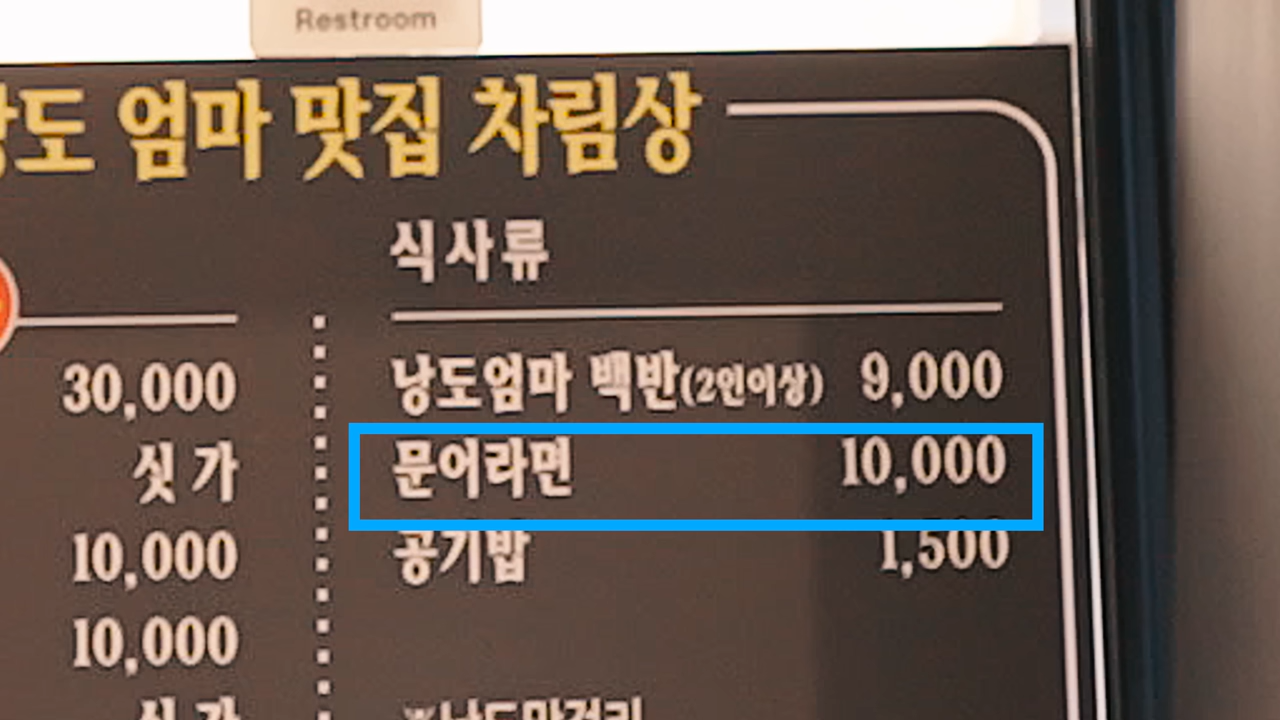 Restroom
도 엄마 맛집 차림상
식사류
30,000
싯가
10,000
10,000
싯가
낭도엄마 백반(2인이상) 9,000
문어라면 10,000
공기밥 1,500